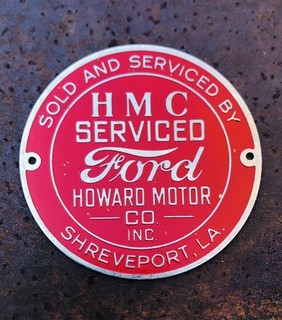 SOLD AND SERVICED BY
HMC
SERVICED
Ford
HOWARD MOTOR
CO.
INC.
SHREVEPORT, LA.